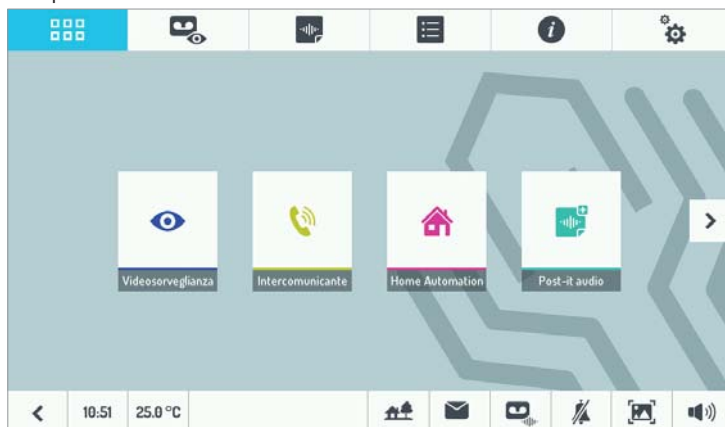 Videosorveglianza
Intercomunicante
Home Automation
Post-it audio
10:51
25.0 °C